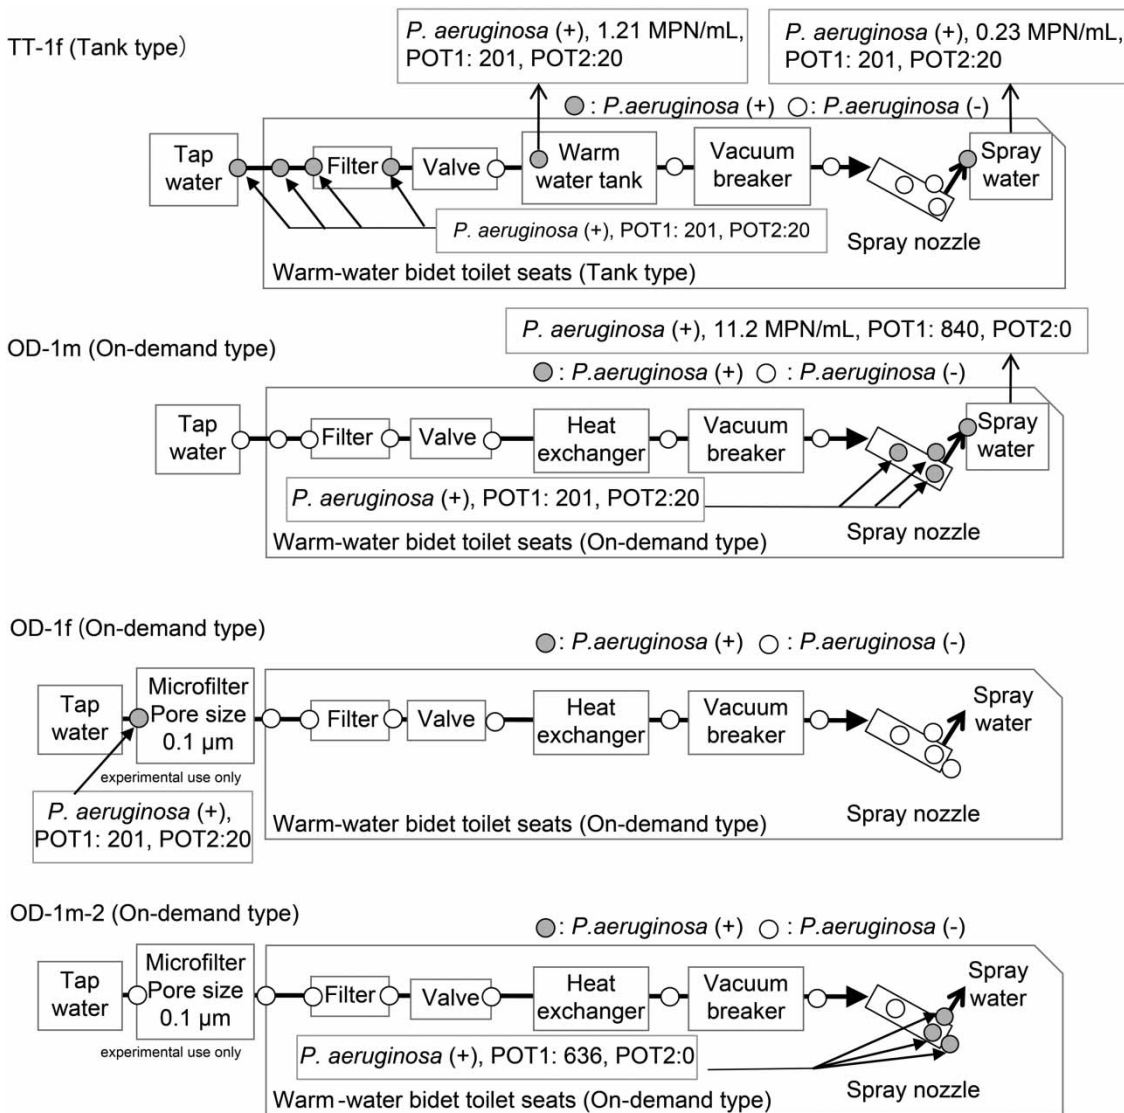 TT-1f (Tank type)
P. aeruginosa (+), 1.21 MPN/mL,
POT1: 201, POT2:20
P. aeruginosa (+), 0.23 MPN/mL,
POT1: 201, POT2:20
: P.aeruginosa (+) : P.aeruginosa (-)
Tap
water
Filter
Valve
Warm
water tank
Vacuum
breaker
Spray
water
P. aeruginosa (+), POT1: 201, POT2:20
Spray nozzle
Warm-water bidet toilet seats (Tank type)
OD-1m (On-demand type)
P. aeruginosa (+), 11.2 MPN/mL, POT1: 840, POT2:0
: P.aeruginosa (+) : P.aeruginosa (-)
Tap
water
Filter
Valve
Heat
exchanger
Vacuum
breaker
Spray
water
P. aeruginosa (+), POT1: 201, POT2:20
Spray nozzle
Warm-water bidet toilet seats (On-demand type)
OD-1f (On-demand type)
: P.aeruginosa (+) : P.aeruginosa (-)
Tap
water
Microfilter
Pore size
0.1 µm
experimental use only
Filter
Valve
Heat
exchanger
Vacuum
breaker
Spray
water
P. aeruginosa (+),
POT1: 201, POT2:20
Spray nozzle
Warm-water bidet toilet seats (On-demand type)
OD-1m-2 (On-demand type)
: P.aeruginosa (+) : P.aeruginosa (-)
Tap
water
Microfilter
Pore size
0.1 µm
experimental use only
Filter
Valve
Heat
exchanger
Vacuum
breaker
Spray
water
P. aeruginosa (+), POT1: 636, POT2:0
Spray nozzle
Warm-water bidet toilet seats (On-demand type)